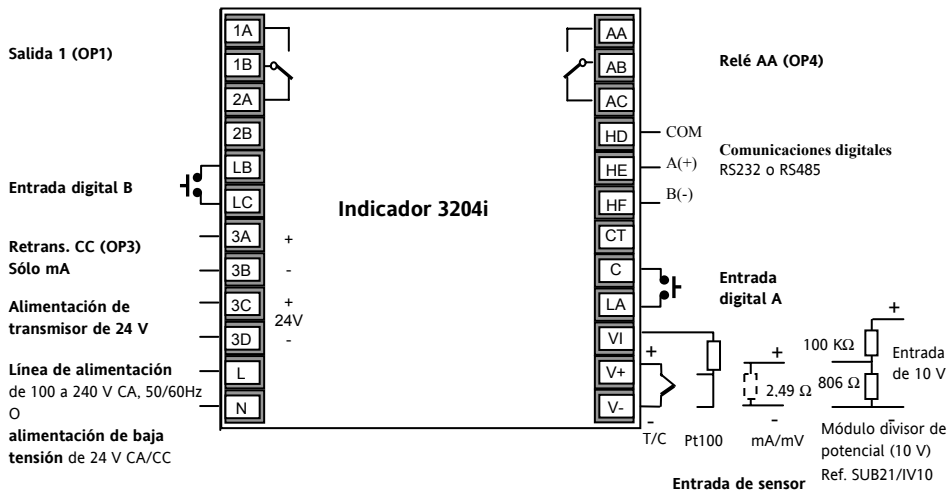 Salida 1 (OP1)
Entrada digital B
Retrans. CC (OP3)
Sólo mA
Alimentación de
transmisor de 24 V
Línea de alimentación
de 100 a 240 V CA, 50/60Hz
O
alimentación de baja
tensión de 24 V CA/CC
1A
1B
2A
2B
LB
LC
3A
+
3B
-
3C
+
24V
3D
-
L
N
Indicador 3204i
AA
AB
AC
HD
COM
HE
A(+)
HF
B(-)
CT
C
LA
VI
V+
V-
Relé AA (OP4)
Comunicaciones digitales
RS232 o RS485
Entrada
digital A
+
-
T/C
Pt100
+
2.49 Ω
-
mA/mV
+
100 KΩ
806 Ω
Entrada
de 10 V
-
Módulo divisor de
potencial (10 V)
Ref. SUB21/IV10
Entrada de sensor